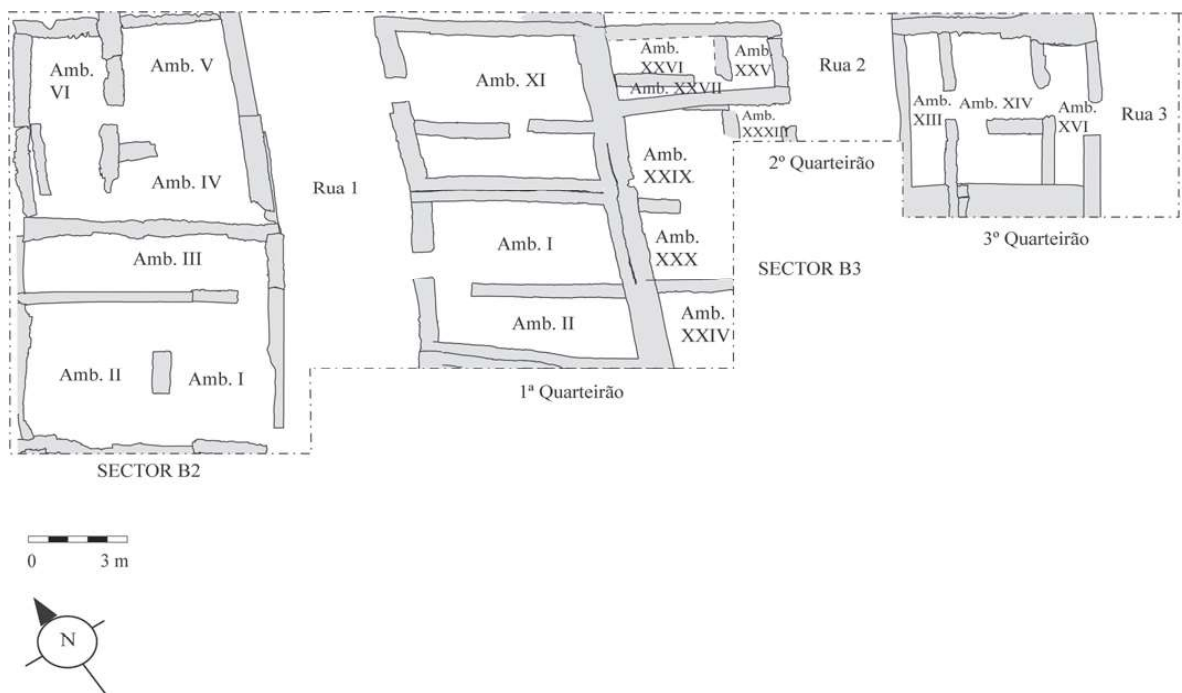 Amb.
VI
Amb. V
Amb. IV
Amb. III
Amb. II
Amb. I
SECTOR B2
Rua 1
Amb. XI
Amb. I
Amb. II
1ª Quarteirão
Amb.
XXVI
Amb.
XXV
Amb. XXVII
Amb.
XXIX
Amb.
XXX
Amb.
XXIV
Rua 2
2º Quarteirão
SECTOR B3
Amb.
XIII
Amb. XIV
Amb.
XVI
Rua 3
3º Quarteirão
0 3 m
N